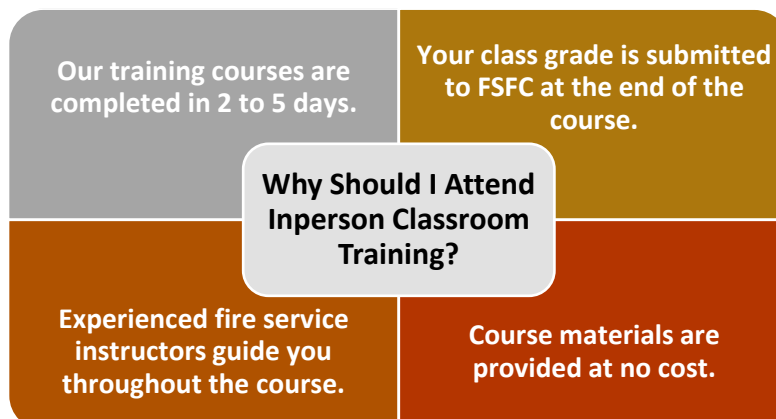 Our training courses are
completed in 2 to 5 days.
Your class grade is submitted
to FSFC at the end of the
course.
Why Should I Attend
Inperson Classroom
Training?
Experienced fire service
instructors guide you
throughout the course.
Course materials are
provided at no cost.